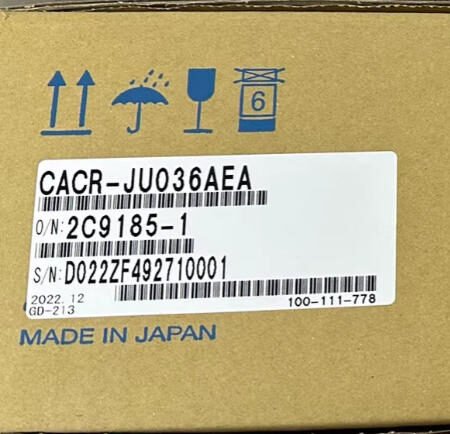 6
CACR-JU036AEA
O/N: 2C9185-1
S/N: D022ZF492710001
2022.12
100-111-778
GD-213
MADE IN JAPAN